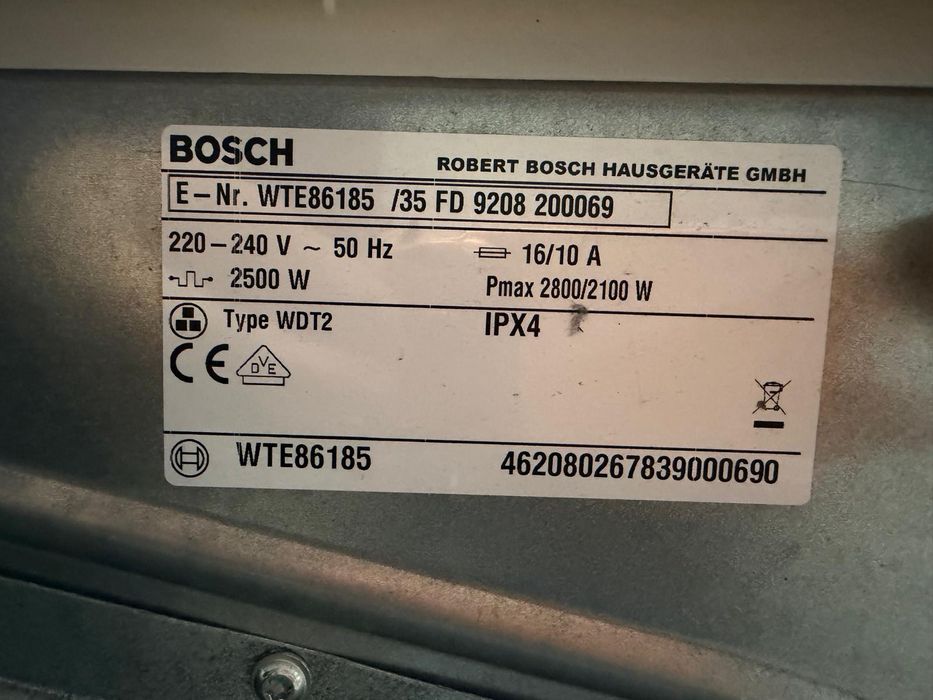 BOSCH
ROBERT BOSCH HAUSGERÄTE GMBH
E-Nr. WTE86185 /35 FD 9208 200069
220-240 V ~ 50 Hz
16/10 A
2500 W
Pmax 2800/2100 W
Type WDT2
IPX4
CE
DVE
WTE86185
462080267839000690